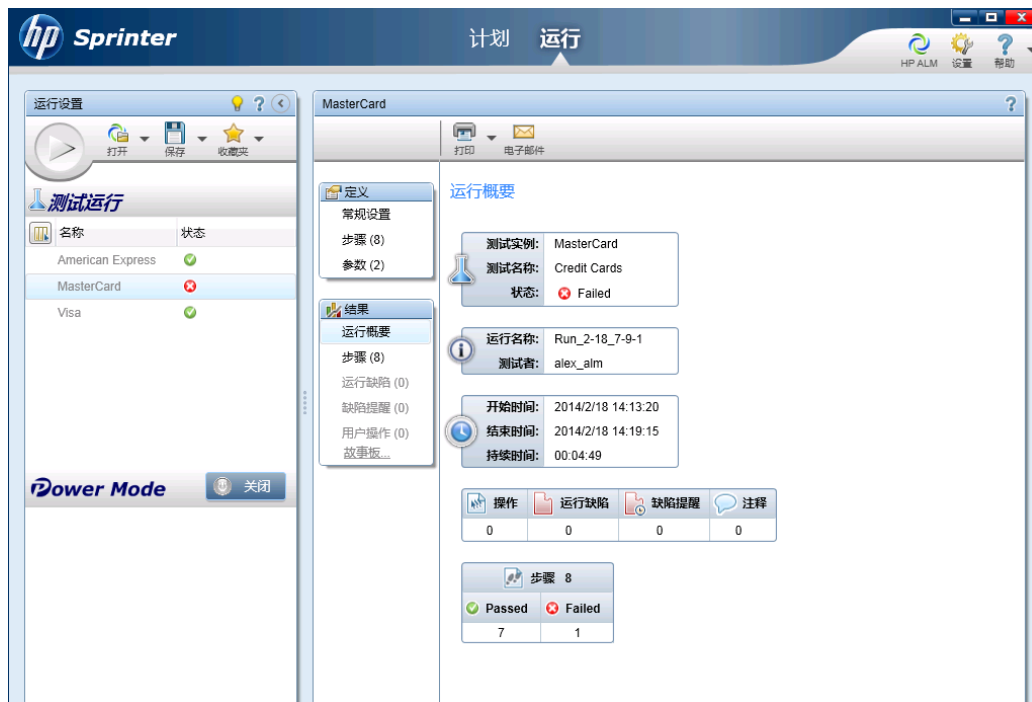 hp Sprinter
计划 运行
HP ALM 设置 帮助
运行设置
打开 保存 收藏夹
测试运行
名称 状态
American Express
MasterCard
Visa
Power Mode 关闭
MasterCard
打印 电子邮件
定义
常规设置
步骤 (8)
参数 (2)
结果
运行概要
步骤 (8)
运行缺陷 (0)
缺陷提醒 (0)
用户操作 (0)
故事板...
运行概要
测试实例: MasterCard
测试名称: Credit Cards
状态: Failed
运行名称: Run_2-18_7-9-1
测试者: alex_alm
开始时间: 2014/2/18 14:13:20
结束时间: 2014/2/18 14:19:15
持续时间: 00:04:49
操作 运行缺陷 缺陷提醒 注释
0 0 0 0
步骤 8
Passed Failed
7 1